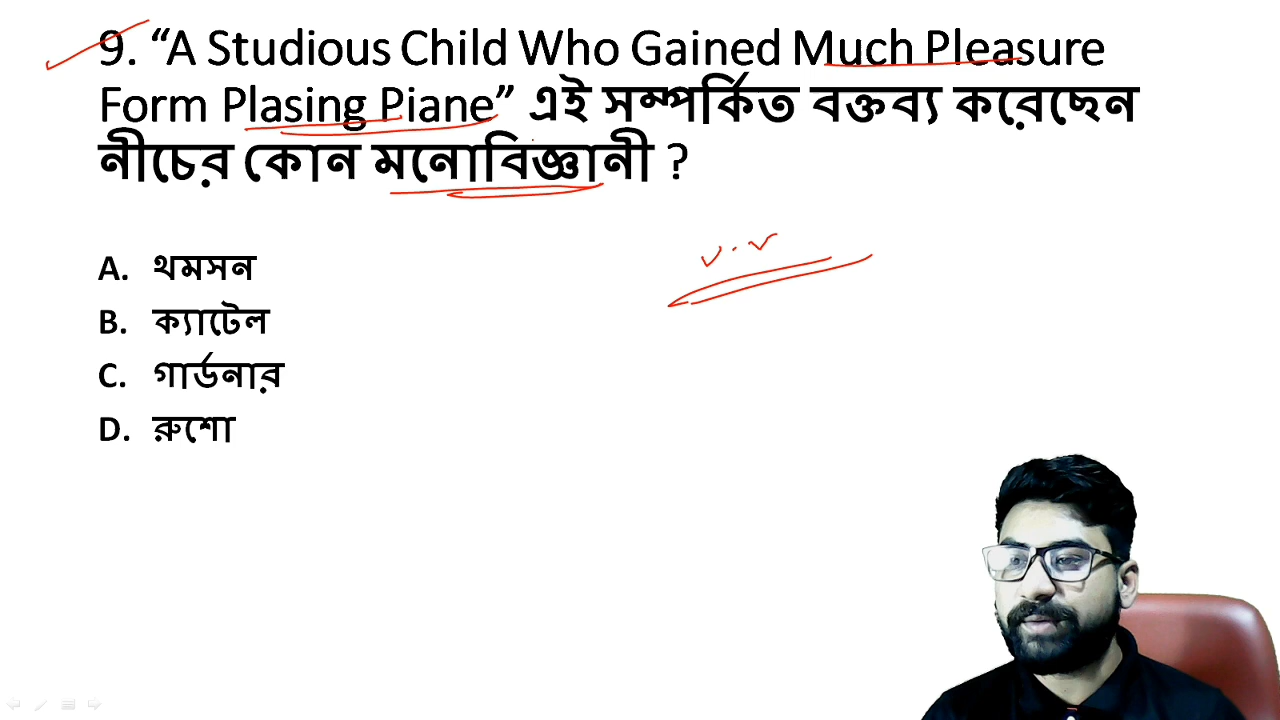 9. “A Studious Child Who Gained Much Pleasure
Form Plasing Piane” এই সম্পর্কিত বক্তব্য করেছেন
নীচের কোন মনোবিজ্ঞানী ?
v.v
A. থমসন
B. ক্যাটেল
C. গার্ডনার
D. রুশো